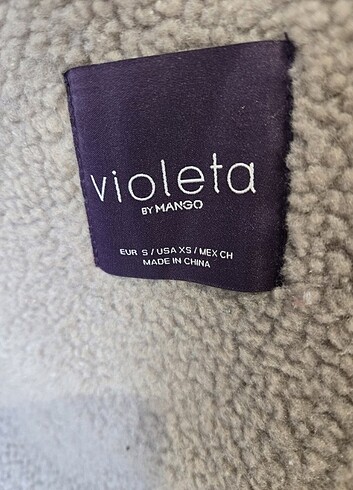 violeta
BY MANGO
EUR S / USA XS / MEX CH
MADE IN CHINA